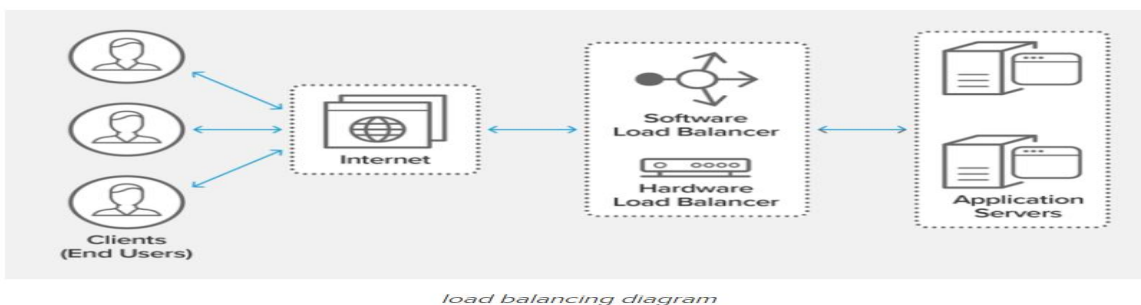 Clients
(End Users)
Internet
Software
Load Balancer
Hardware
Load Balancer
Application
Servers
load balancing diagram